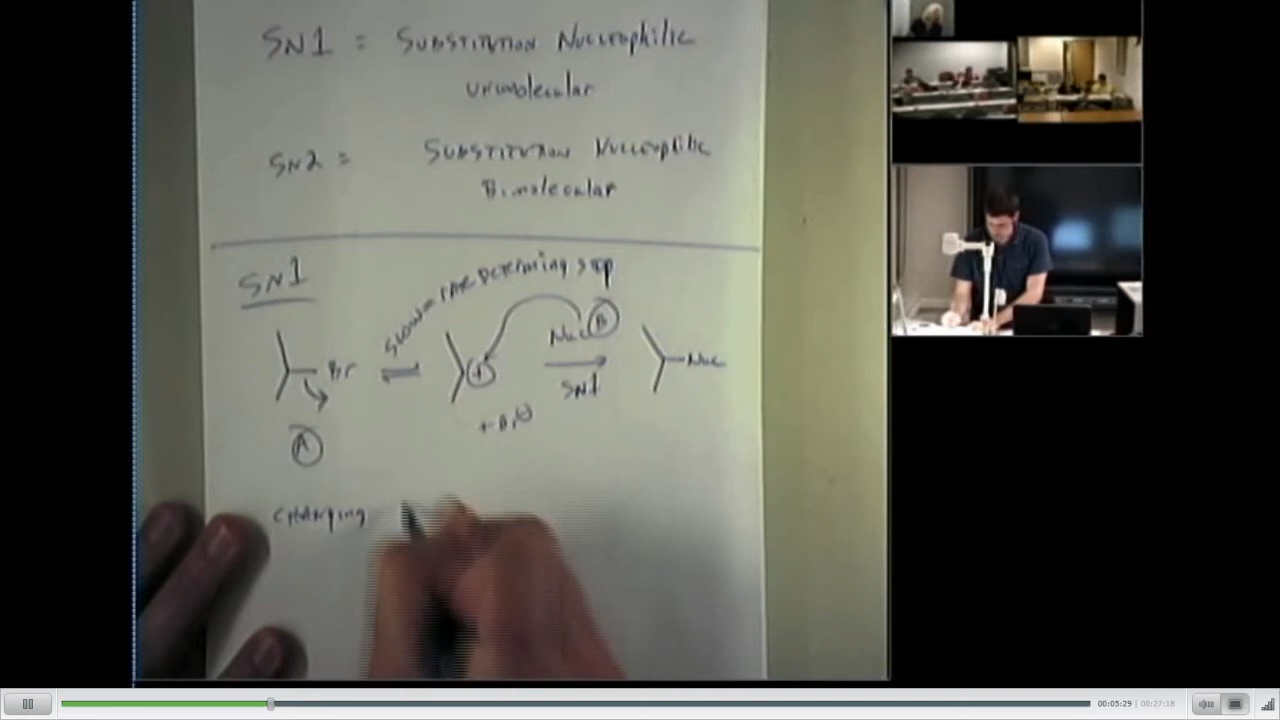 SN1 = Substitution Nucleophilic
Unimolecular
SN2 = Substitution Nucleophilic
Bimolecular
SN1
Slow = rate Determining step
Br
+
Nuc B
SN1
Nuc
+ Br⊖
A
00:05:29 | 00:27:18